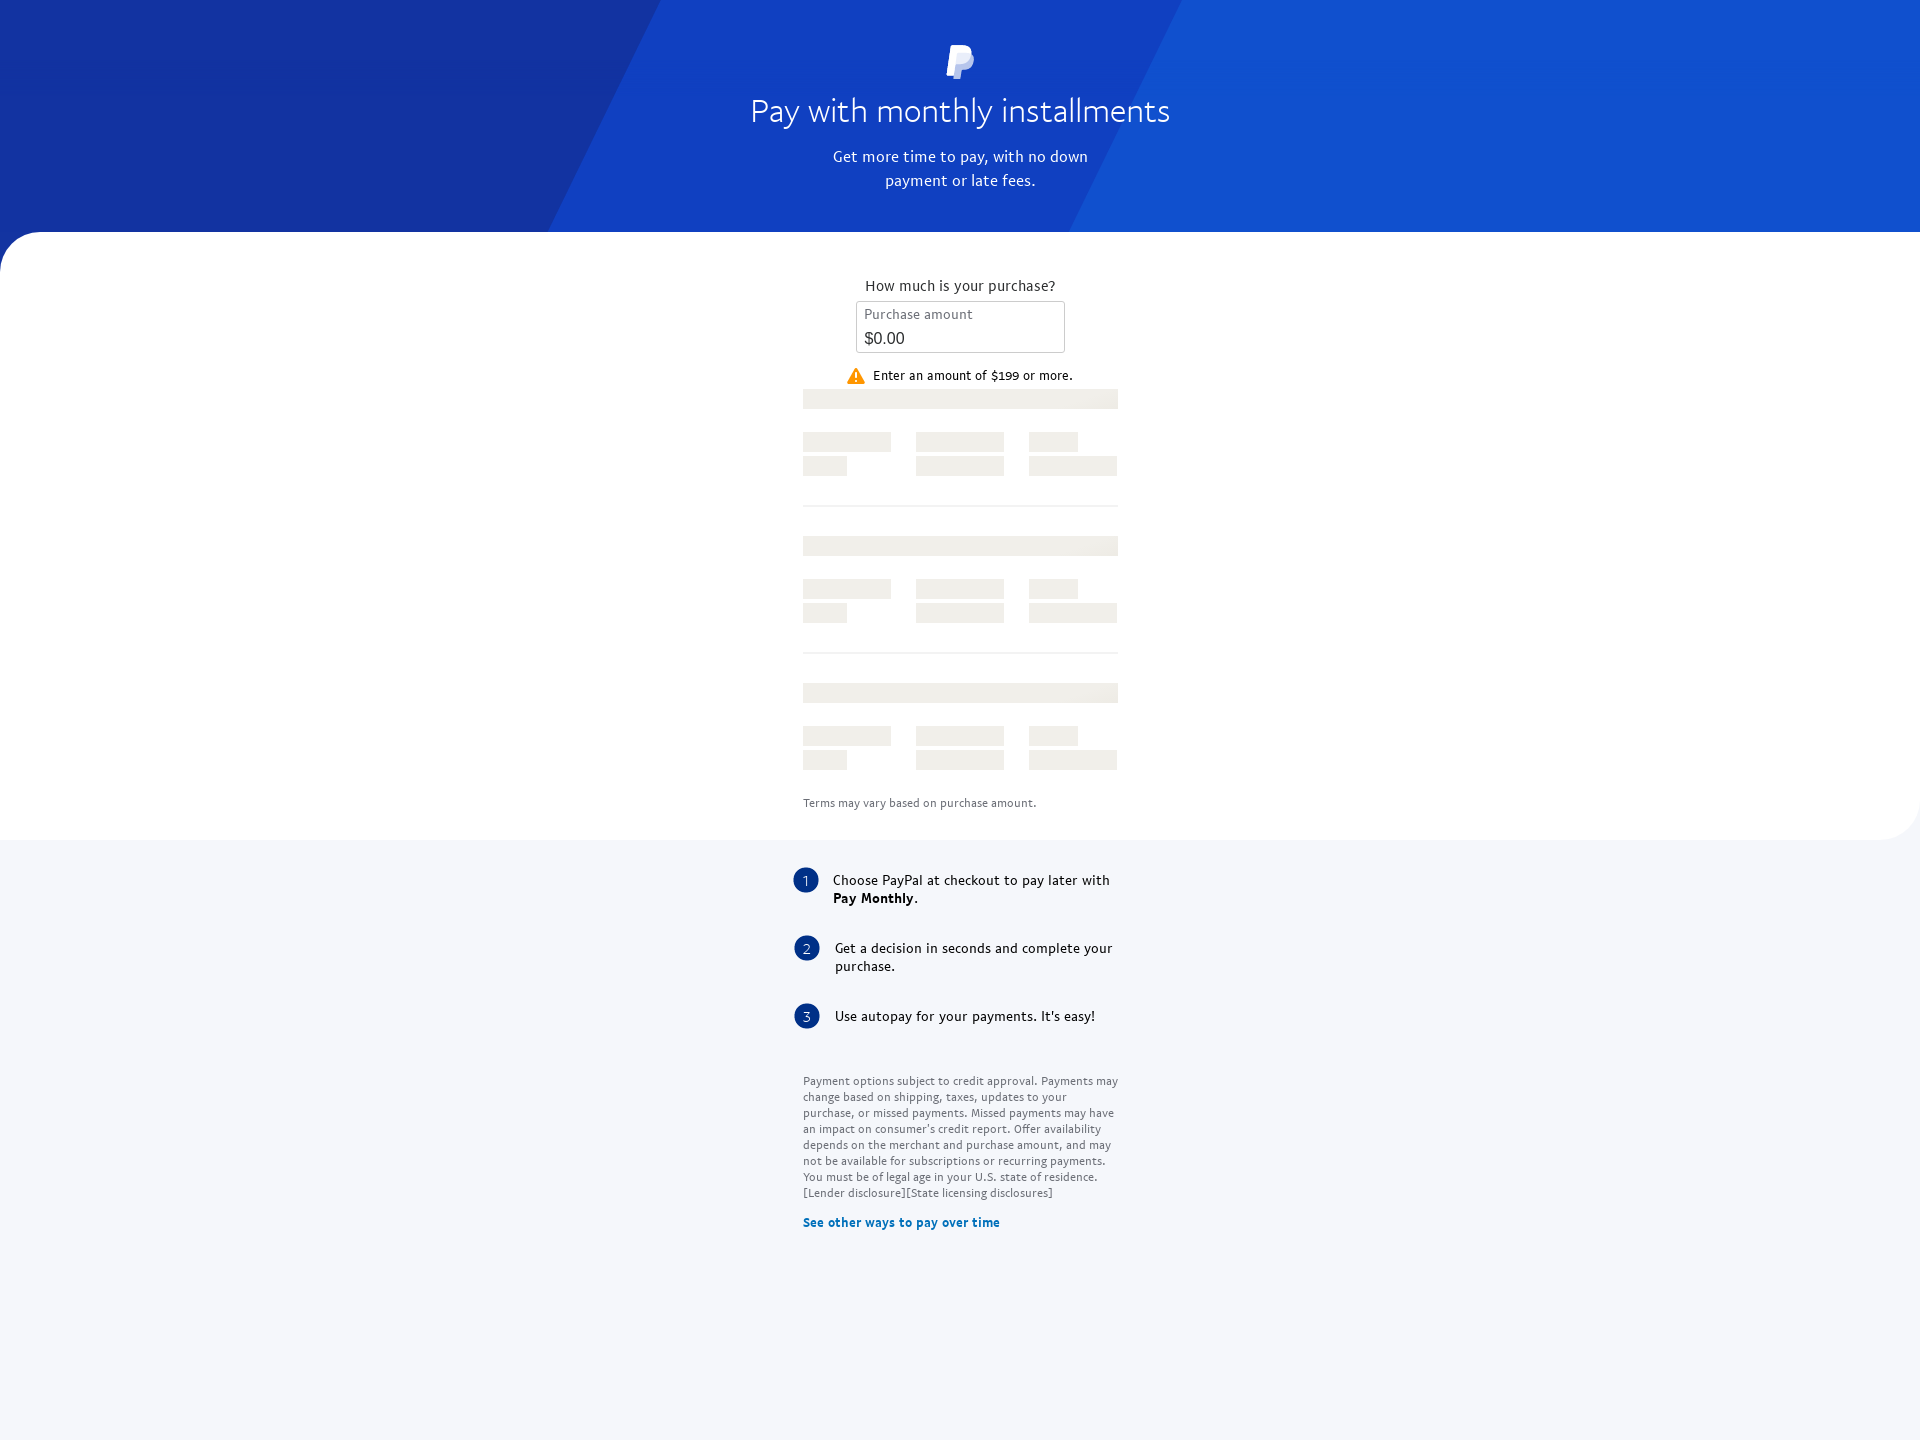 Pay with monthly installments
Get more time to pay, with no down
payment or late fees.
How much is your purchase?
Purchase amount
$0.00
Enter an amount of $199 or more.
Terms may vary based on purchase amount.
1 Choose PayPal at checkout to pay later with
Pay Monthly.
2 Get a decision in seconds and complete your
purchase.
3 Use autopay for your payments. It's easy!
Payment options subject to credit approval. Payments may
change based on shipping, taxes, updates to your
purchase, or missed payments. Missed payments may have
an impact on consumer's credit report. Offer availability
depends on the merchant and purchase amount, and may
not be available for subscriptions or recurring payments.
You must be of legal age in your U.S. state of residence.
[Lender disclosure][State licensing disclosures]
See other ways to pay over time